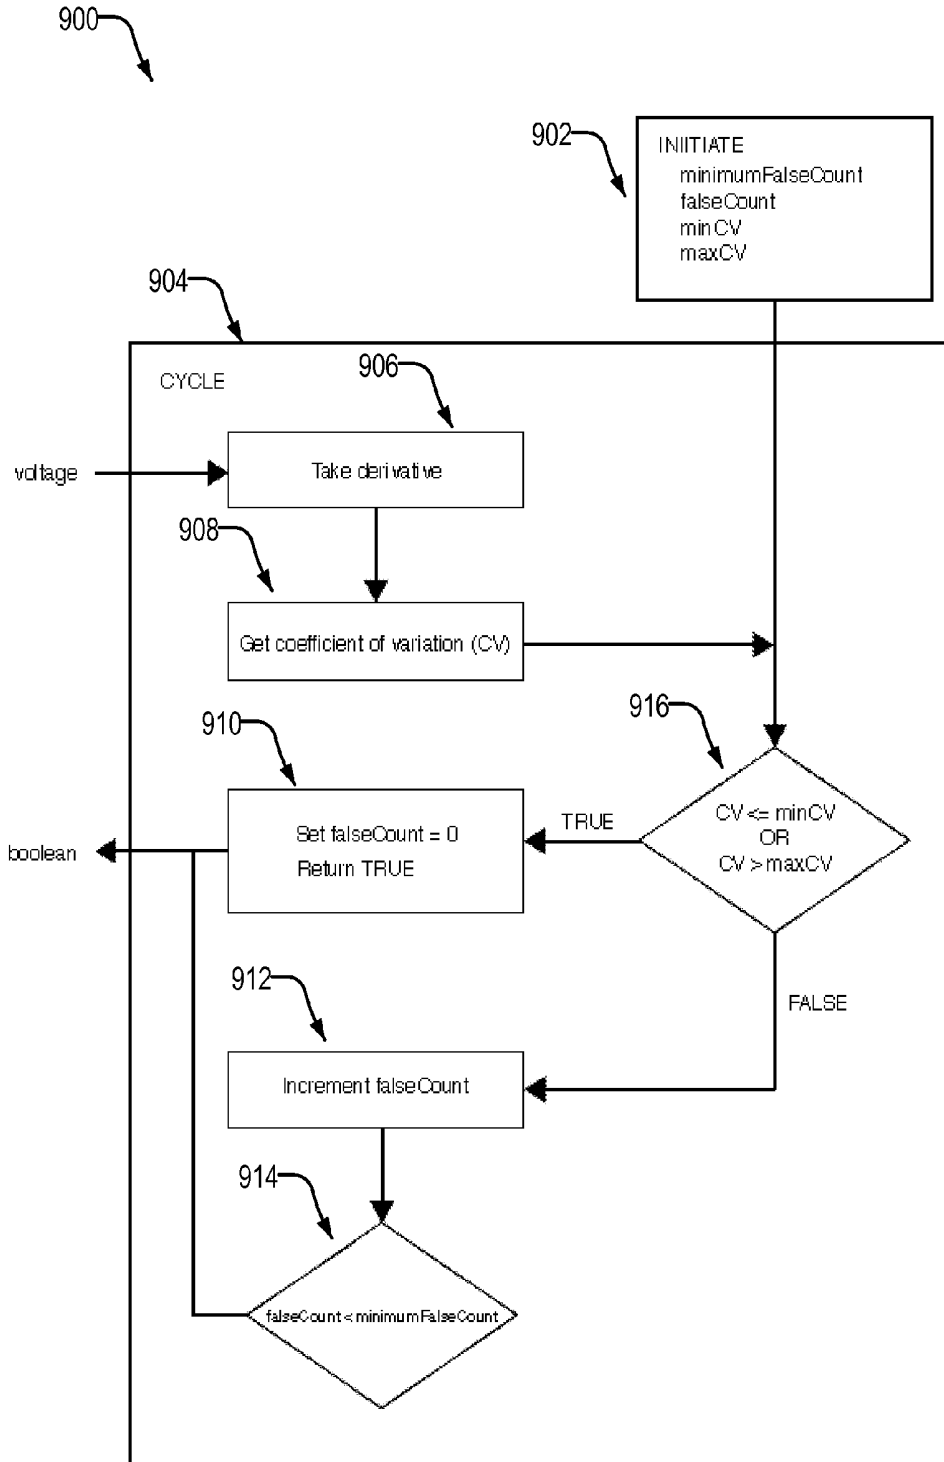 900
902
INIITIATE
minimumFalseCount
falseCount
minCV
maxCV
904
906
CYCLE
voltage
Take derivative
908
Get coefficient of variation (CV)
910
916
Set falseCount = 0
Return TRUE
TRUE
CV <= minCV
OR
CV > maxCV
boolean
912
FALSE
Increment falseCount
914
falseCount < minimumFalseCount